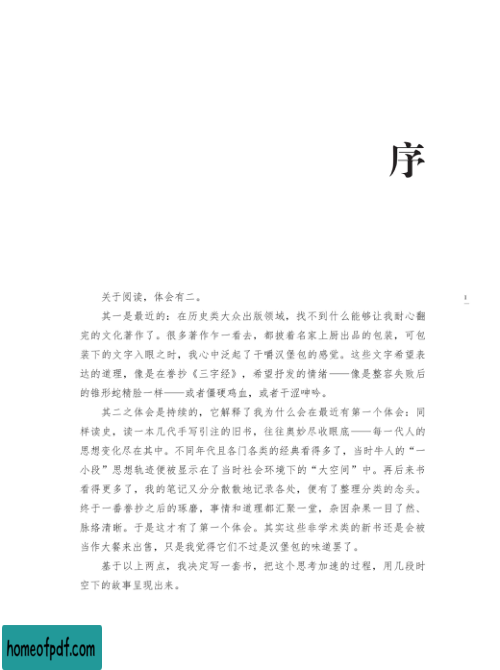 序
关于阅读，体会有二。
其一是最近的：在历史类大众出版领域，找不到什么能够让我耐心翻
完的文化著作了。很多著作乍一看去，都披着名家上厨出品的包装，可包
装下的文字入眼之时，我心中泛起了干嚼汉堡包的感觉。这些文字希望表
达的道理，像是在誊抄《三字经》，希望抒发的情绪——像是整容失败后
的锥形蛇精脸一样——或者僵硬鸡血，或者干涩呻吟。
其二之体会是持续的，它解释了我为什么会在最近有第一个体会：同
样读史，读一本几代手写引注的旧书，往往奥妙尽收眼底——每一代人的
思想变化尽在其中。不同年代且各门各类的经典看得多了，当时牛人的“一
小段”思想轨迹便被显示在了当时社会环境下的“大空间”中。再后来书
看得更多了，我的笔记又分分散散地记录各处，便有了整理分类的念头。
终于一番誊抄之后的琢磨，事情和道理都汇聚一堂，杂因杂果一目了然、
脉络清晰。于是这才有了第一个体会。其实这些非学术类的新书还是会被
当作大餐来出售，只是我觉得它们不过是汉堡包的味道罢了。
基于以上两点，我决定写一套书，把这个思考加速的过程，用几段时
空下的故事呈现出来。
homeofpdf.com